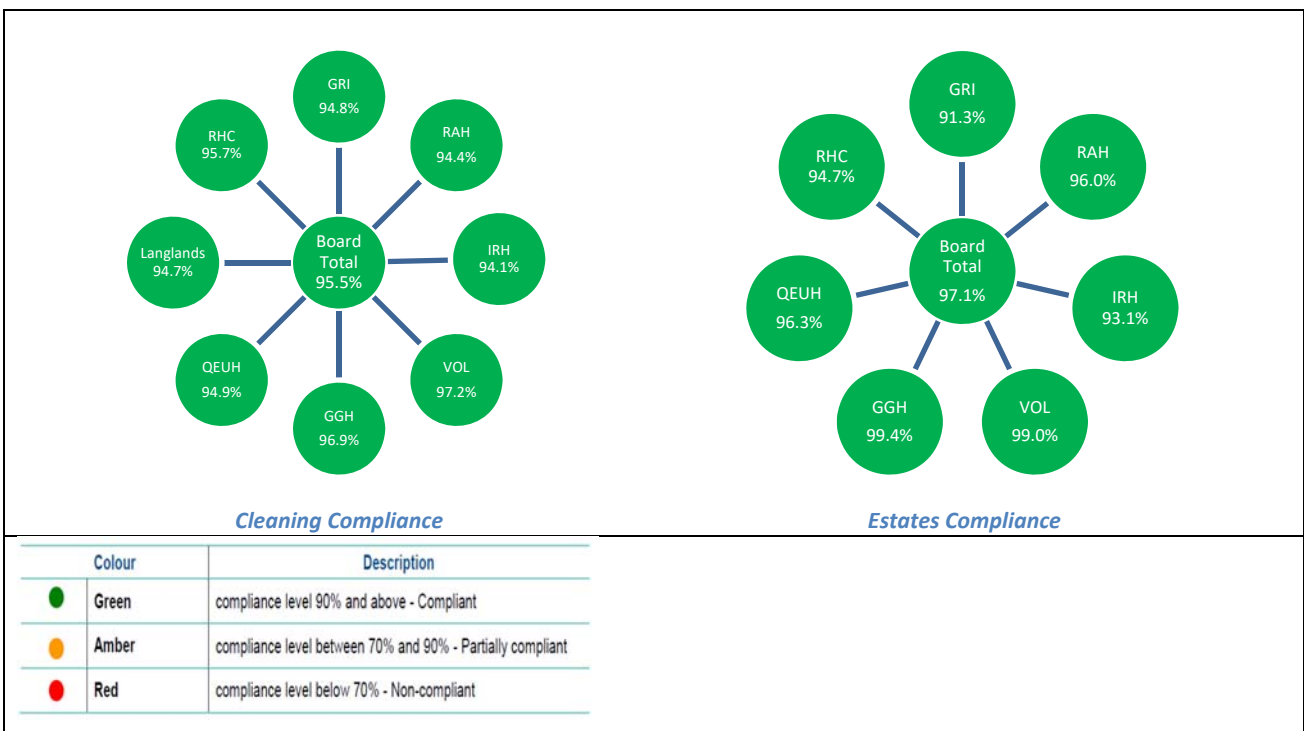 GRI
94.8%
RAH
94.4%
IRH
94.1%
VOL
97.2%
GGH
96.9%
QEUH
94.9%
Langlands
94.7%
RHC
95.7%
Board
Total
95.5%
Cleaning Compliance
GRI
91.3%
RAH
96.0%
IRH
93.1%
VOL
99.0%
GGH
99.4%
QEUH
96.3%
RHC
94.7%
Board
Total
97.1%
Estates Compliance
Colour Description
Green compliance level 90% and above - Compliant
Amber compliance level between 70% and 90% - Partially compliant
Red compliance level below 70% - Non-compliant